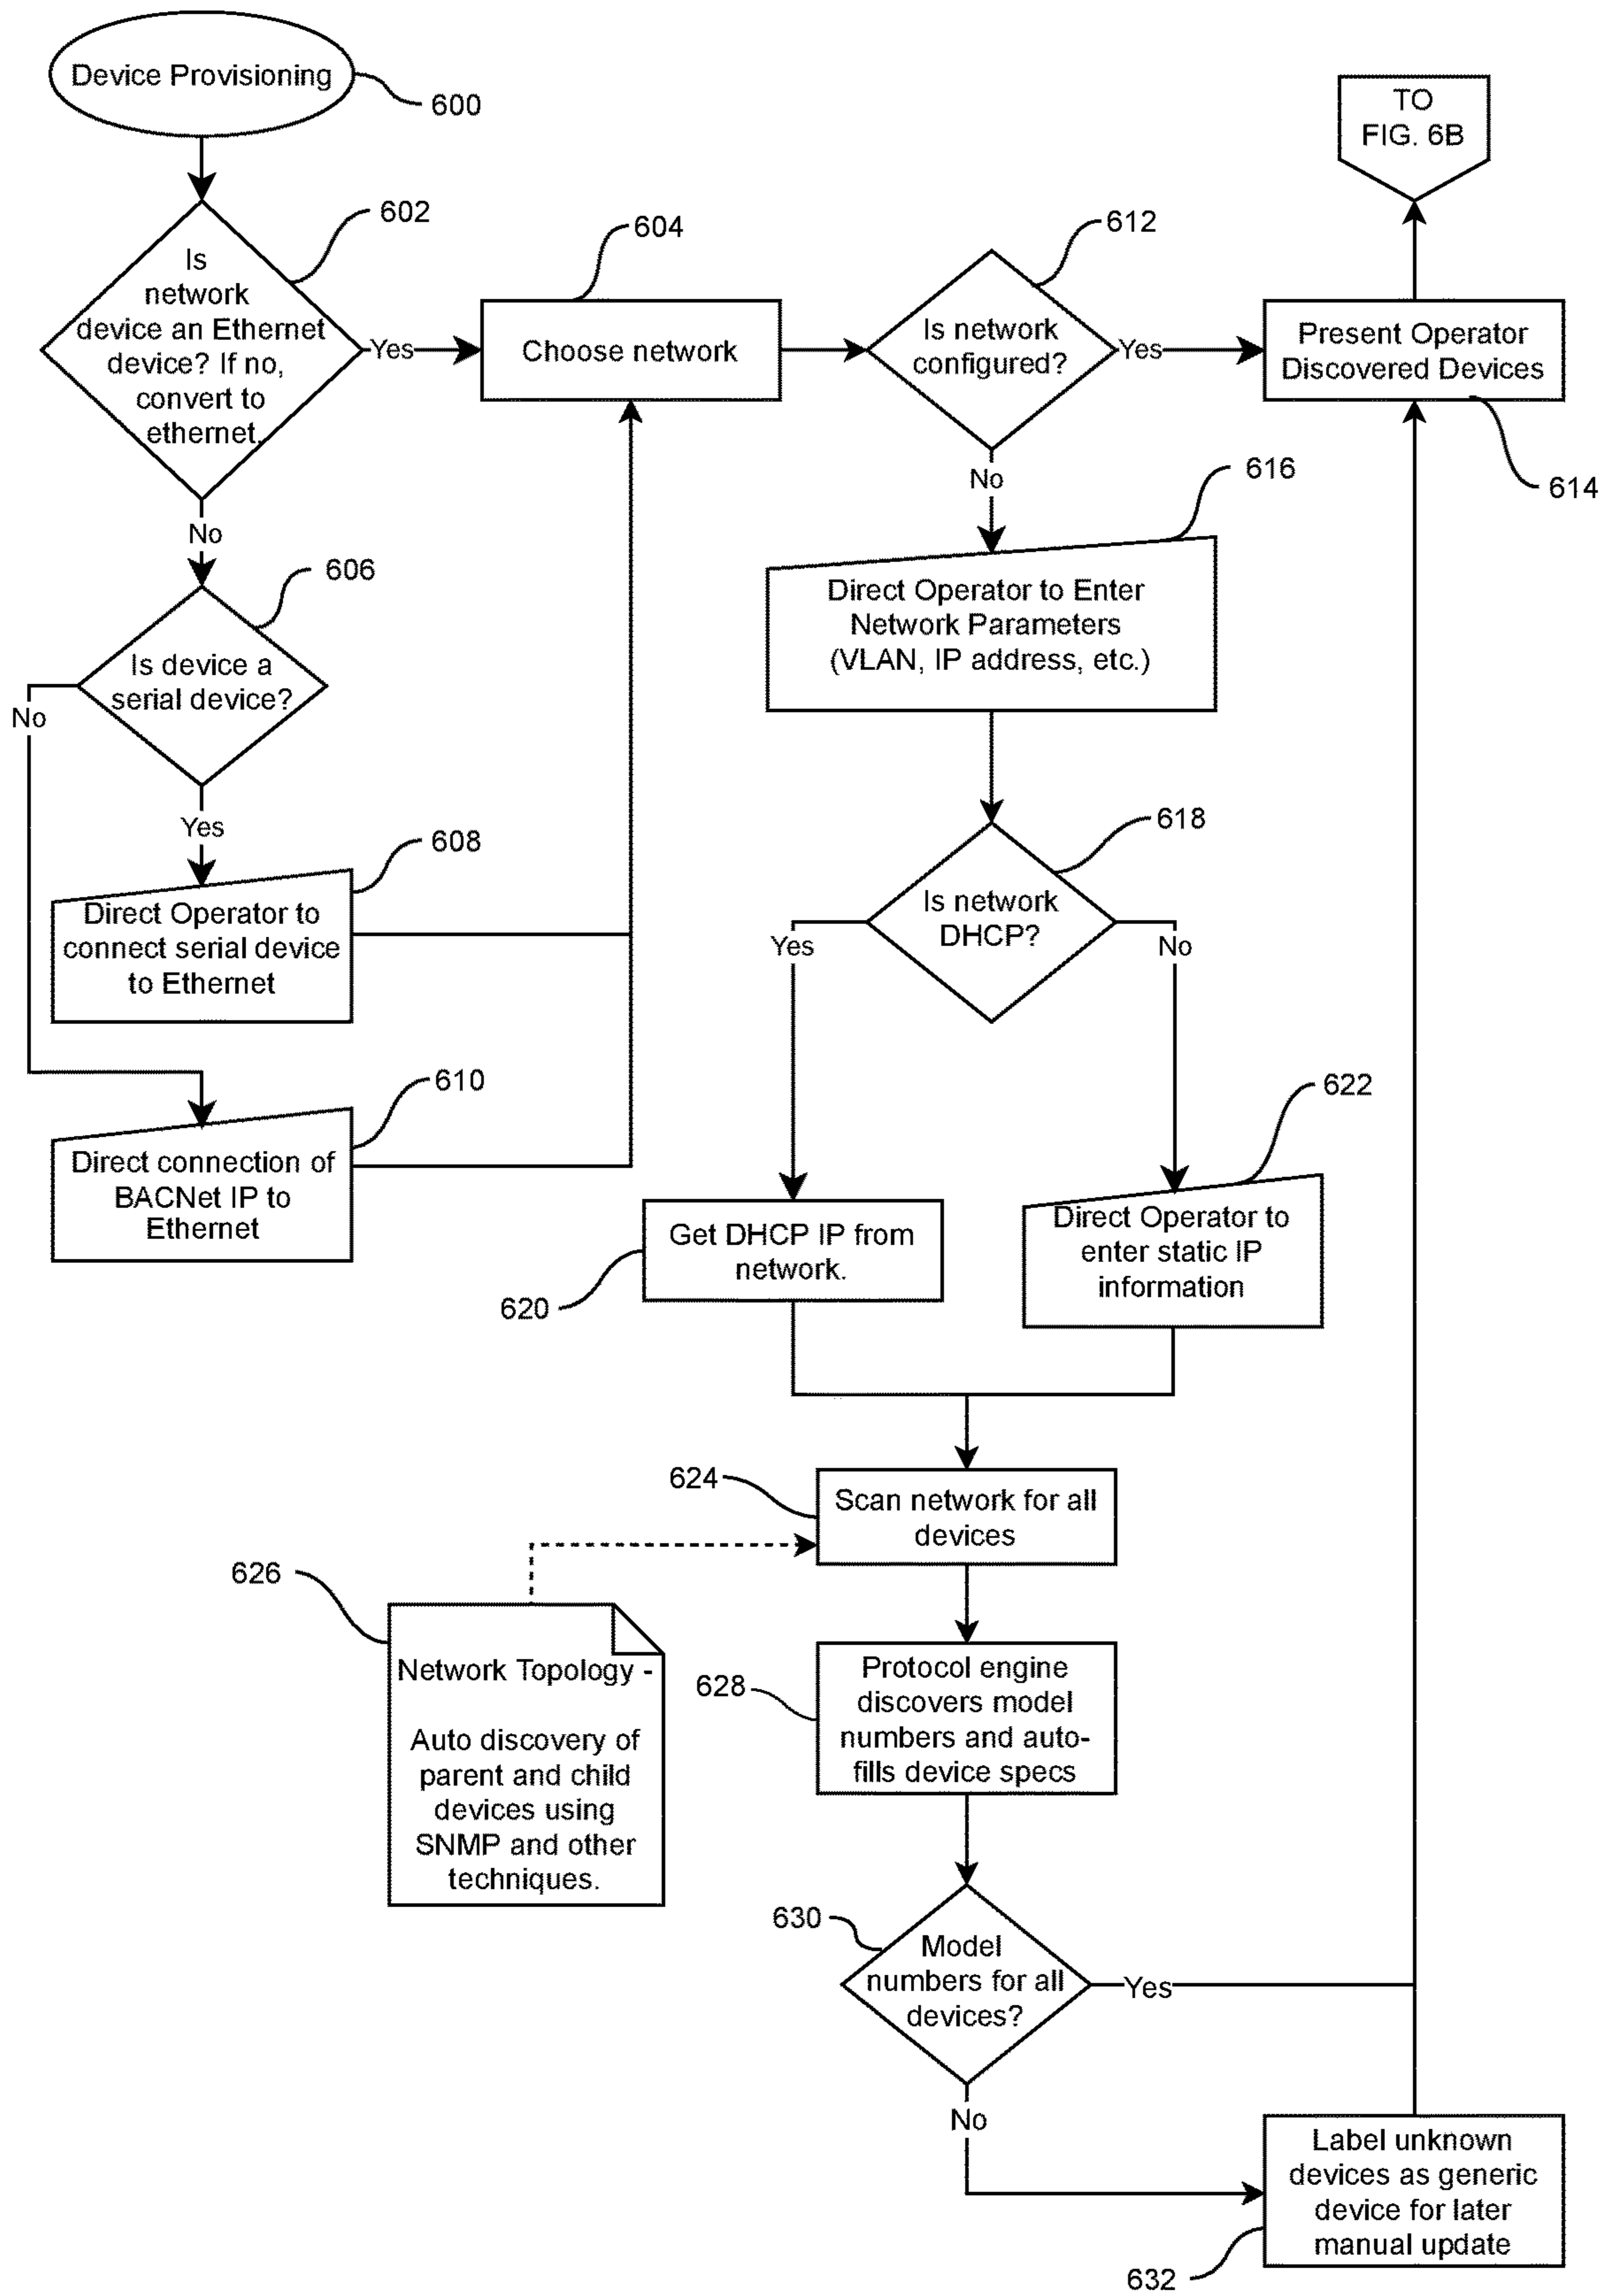 Device Provisioning
600
TO
FIG. 6B
602
Is
network
device an Ethernet
device? If no,
convert to
ethernet.
Yes
No
604
Choose network
612
Is network
configured?
Yes
No
Present Operator
Discovered Devices
614
606
Is device a
serial device?
No
Yes
608
Direct Operator to
connect serial device
to Ethernet
610
Direct connection of
BACNet IP to
Ethernet
616
Direct Operator to Enter
Network Parameters
(VLAN, IP address, etc.)
618
Is network
DHCP?
Yes
No
Get DHCP IP from
network.
620
622
Direct Operator to
enter static IP
information
624
Scan network for all
devices
626
Network Topology -
Auto discovery of
parent and child
devices using
SNMP and other
techniques.
628
Protocol engine
discovers model
numbers and auto-
fills device specs
630
Model
numbers for all
devices?
Yes
No
Label unknown
devices as generic
device for later
manual update
632